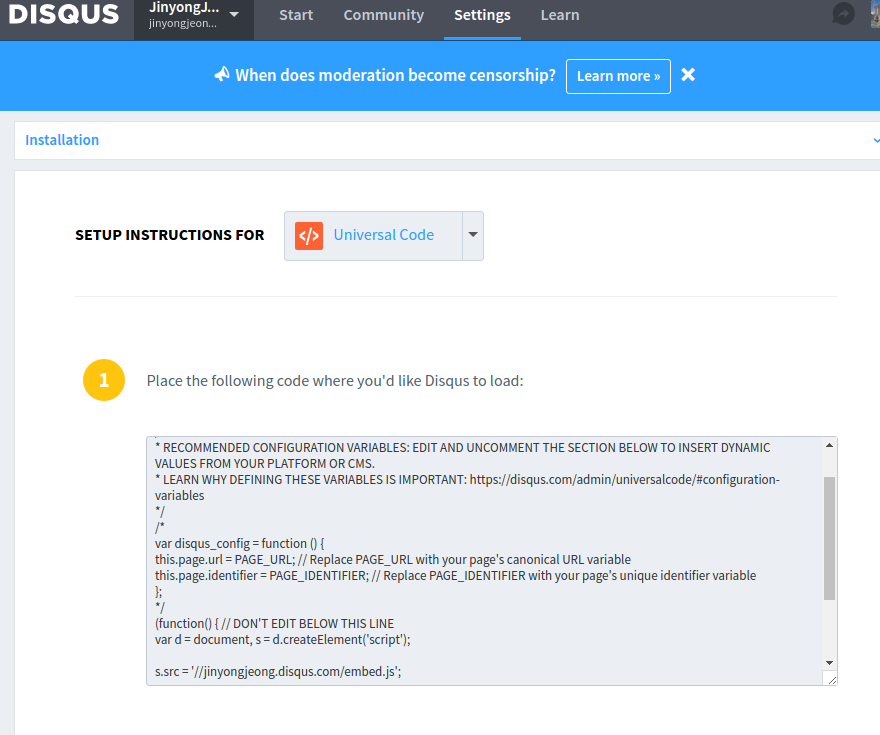 DISQUS
JinyongJ...
jinyongjeon...
Start
Community
Settings
Learn
When does moderation become censorship?
Learn more »
Installation
SETUP INSTRUCTIONS FOR
</> Universal Code
1
Place the following code where you'd like Disqus to load:
* RECOMMENDED CONFIGURATION VARIABLES: EDIT AND UNCOMMENT THE SECTION BELOW TO INSERT DYNAMIC
VALUES FROM YOUR PLATFORM OR CMS.
* LEARN WHY DEFINING THESE VARIABLES IS IMPORTANT: https://disqus.com/admin/universalcode/#configuration-
variables
*/
/*
var disqus_config = function () {
this.page.url = PAGE_URL; // Replace PAGE_URL with your page's canonical URL variable
this.page.identifier = PAGE_IDENTIFIER; // Replace PAGE_IDENTIFIER with your page's unique identifier variable
};
*/
(function() { // DON'T EDIT BELOW THIS LINE
var d = document, s = d.createElement('script');
s.src = '//jinyongjeong.disqus.com/embed.js';